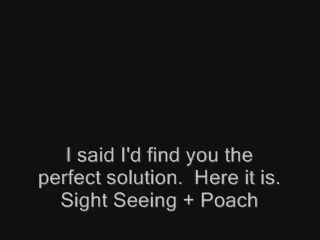 I said I'd find you the
perfect solution.  Here it is.
Sight Seeing + Poach